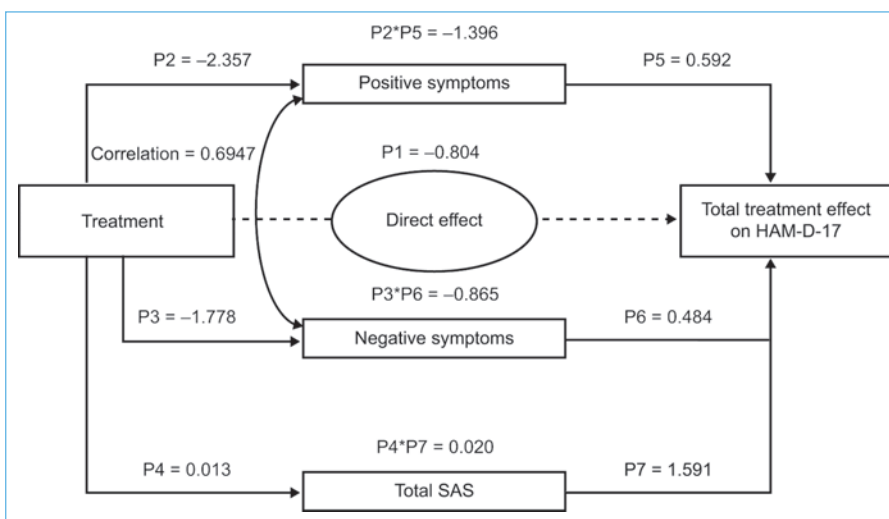 P2*P5 = –1.396
P2 = –2.357
P5 = 0.592
Positive symptoms
Correlation = 0.6947
P1 = –0.804
Treatment
Direct effect
Total treatment effect
on HAM-D-17
P3*P6 = –0.865
P3 = –1.778
P6 = 0.484
Negative symptoms
P4*P7 = 0.020
P4 = 0.013
P7 = 1.591
Total SAS